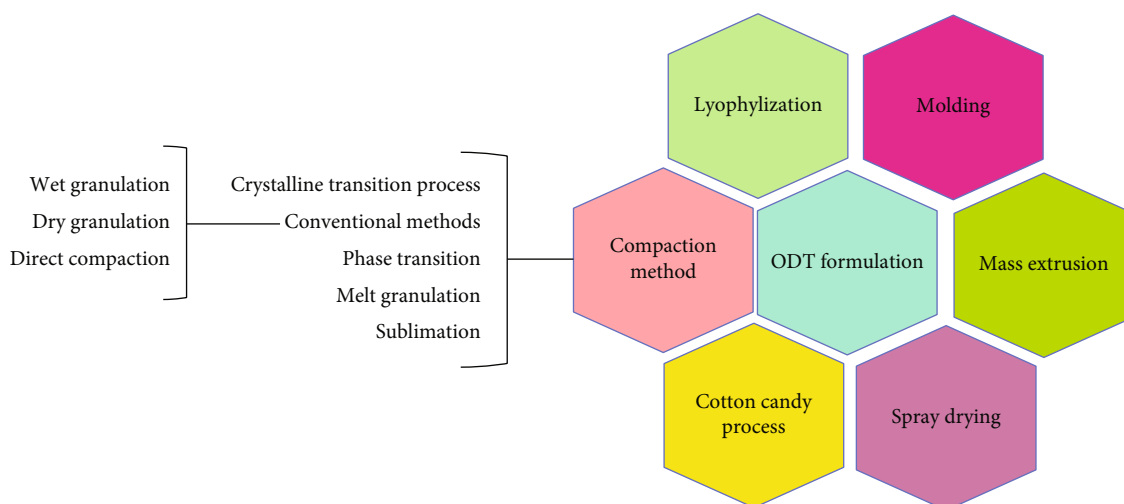 Wet granulation
Dry granulation
Direct compaction
Crystalline transition process
Conventional methods
Phase transition
Melt granulation
Sublimation
Lyophylization
Molding
Compaction
method
ODT formulation
Mass extrusion
Cotton candy
process
Spray drying